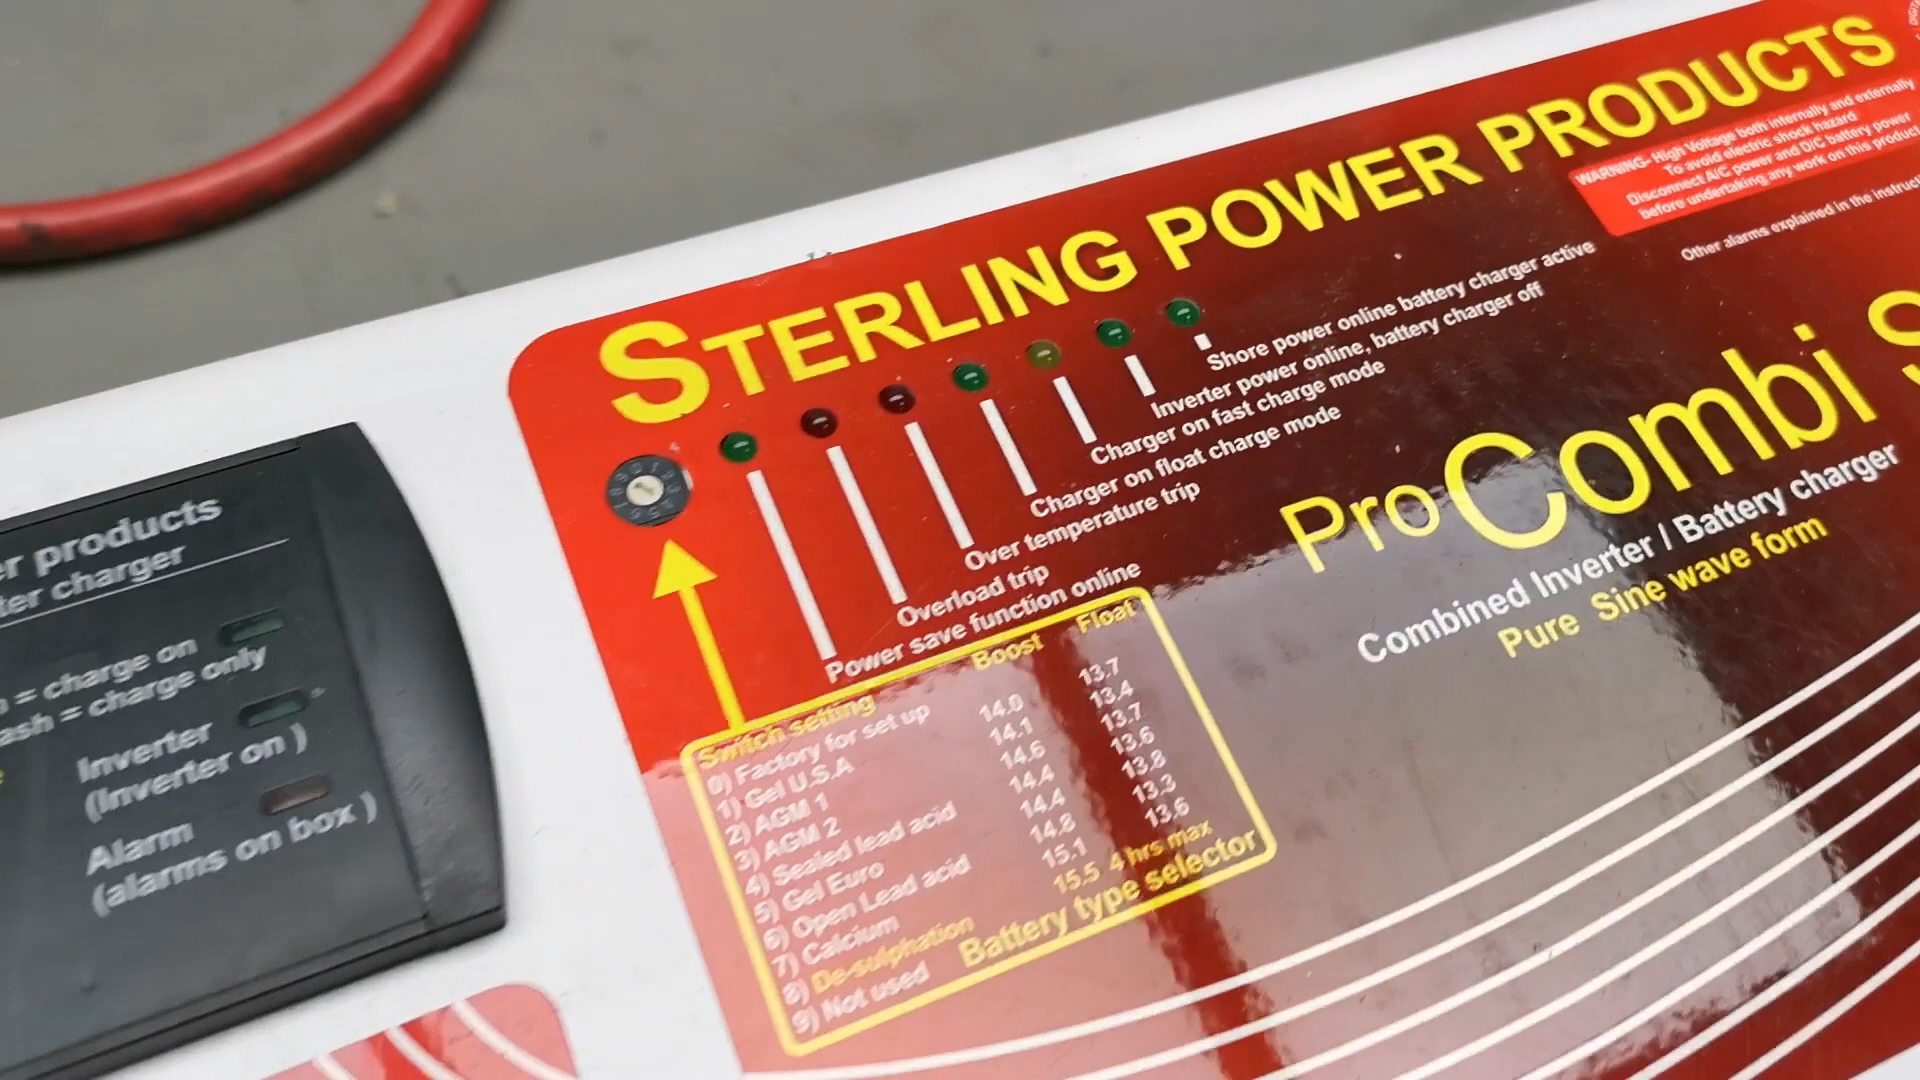 STERLING POWER PRODUCTS
WARNING- High Voltage both internally and externally
To avoid electric shock hazard
Disconnect A/C power and D/C battery power
before undertaking any work on this product
Other alarms explained in the
Shore power online battery charger active
Inverter power online, battery charger off
Charger on fast charge mode
Charger on float charge mode
Over temperature trip
Overload trip
Power save function online
ProCombi S
Combined Inverter / Battery charger
Pure Sine wave form
Switch setting Boost Float
0) Factory for set up
1) Gel U.S.A 14.0 13.7
2) AGM 1 14.1 13.4
3) AGM 2 14.6 13.7
4) Sealed lead acid 14.4 13.6
5) Gel Euro 14.4 13.8
6) Open Lead acid 14.8 13.3
7) Calcium 15.1 13.6
8) De-sulphation 15.5 4 hrs max
9) Not used
Battery type selector
products
charger
= charge on
= charge only
Inverter
(Inverter on )
Alarm
(alarms on box )